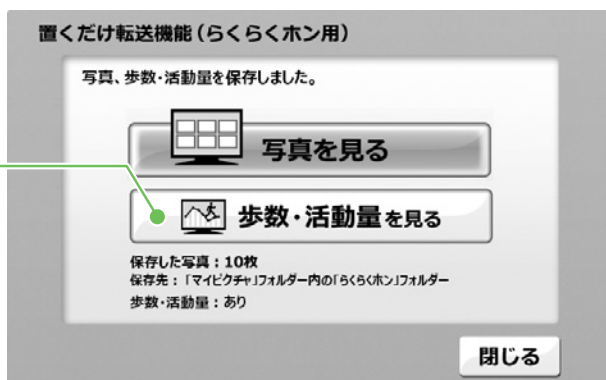 置くだけ転送機能(らくらくホン用)
写真、歩数・活動量を保存しました。
写真を見る
歩数・活動量を見る
保存した写真：10枚
保存先：「マイピクチャ」フォルダー内の「らくらくホン」フォルダー
歩数・活動量：あり
閉じる